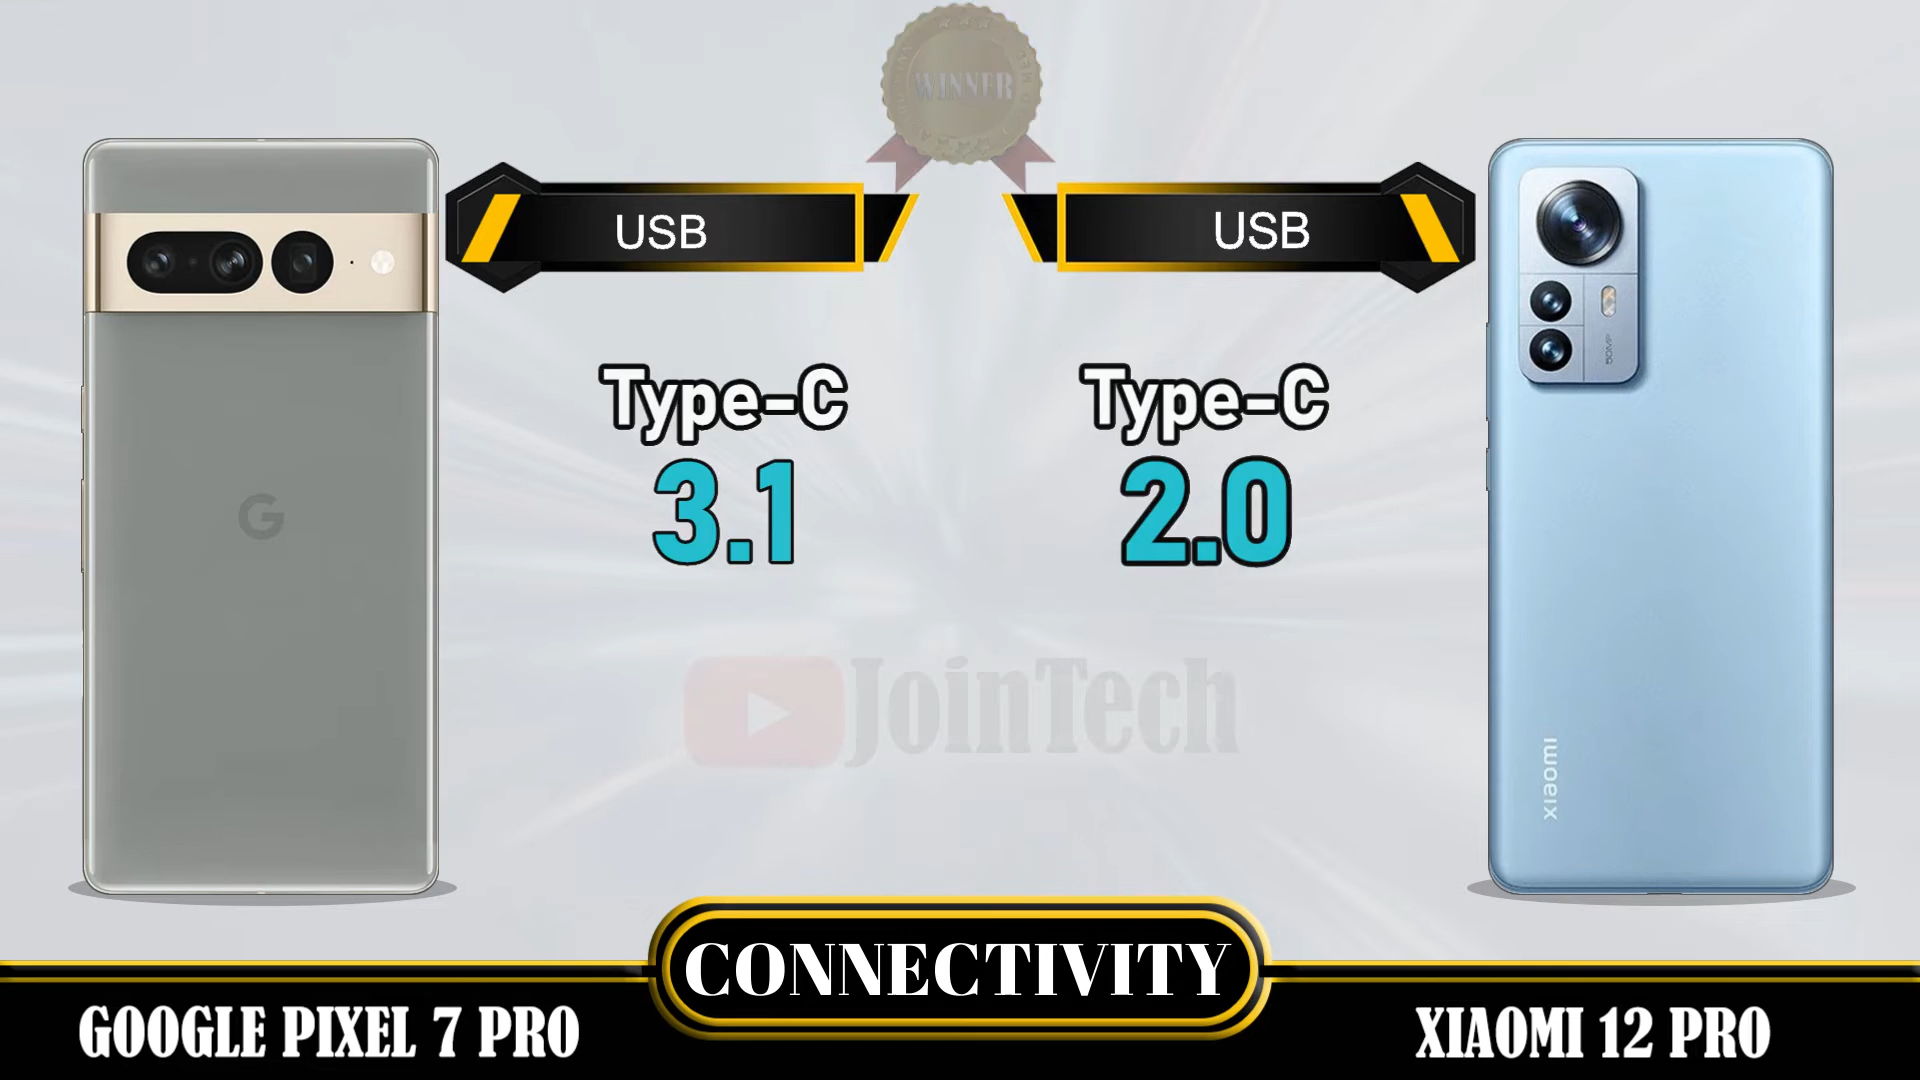 WINNER
USB
USB
Type-C
3.1
Type-C
2.0
G
50MP
xiaomi
JoinTech
CONNECTIVITY
GOOGLE PIXEL 7 PRO
XIAOMI 12 PRO